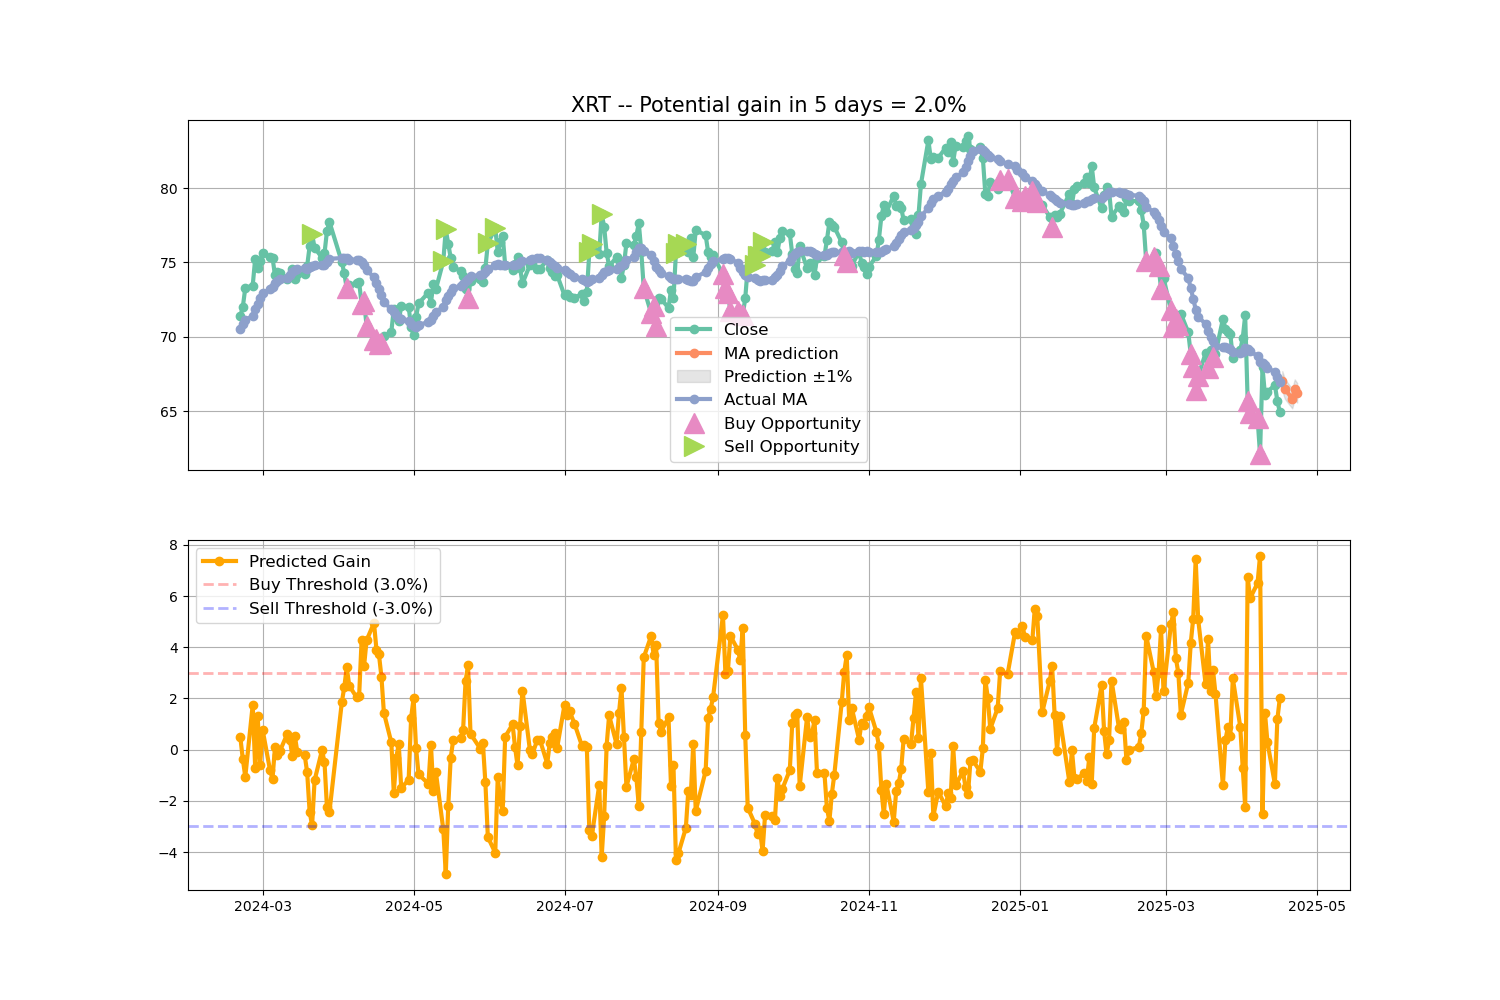 XRT -- Potential gain in 5 days = 2.0%
80
75
70
65
Close
MA prediction
Prediction ±1%
Actual MA
Buy Opportunity
Sell Opportunity
8
6
4
2
0
−2
−4
Predicted Gain
Buy Threshold (3.0%)
Sell Threshold (-3.0%)
2024-03 2024-05 2024-07 2024-09 2024-11 2025-01 2025-03 2025-05